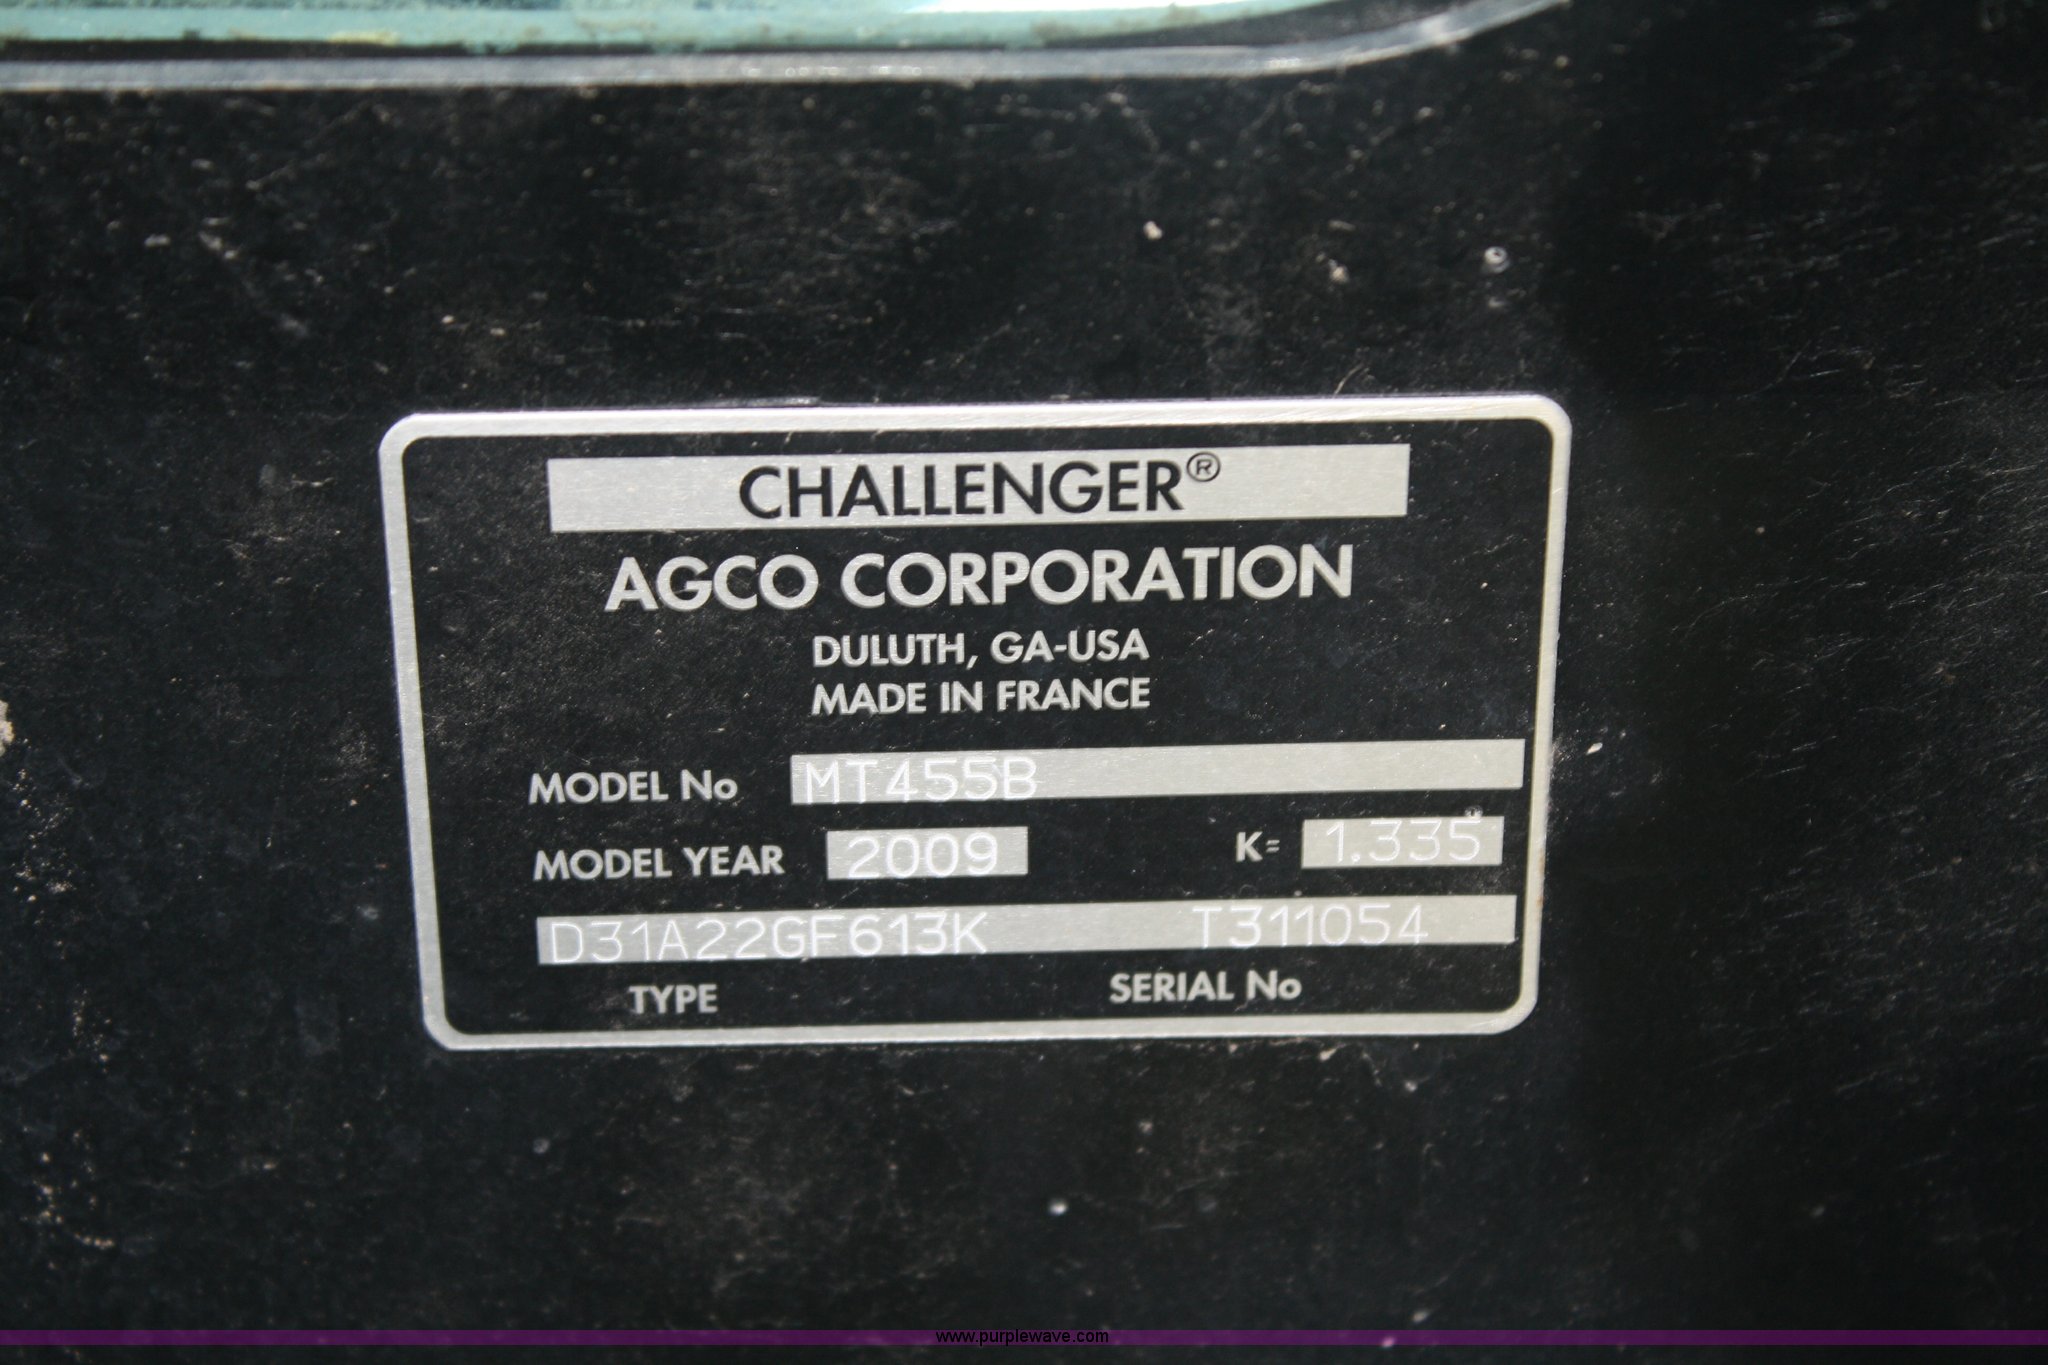 CHALLENGER®
AGCO CORPORATION
DULUTH, GA-USA
MADE IN FRANCE
MODEL No MT455B
MODEL YEAR 2009 K= 1.335
D31A22GF613K T311054
TYPE SERIAL No
www.purplewave.com